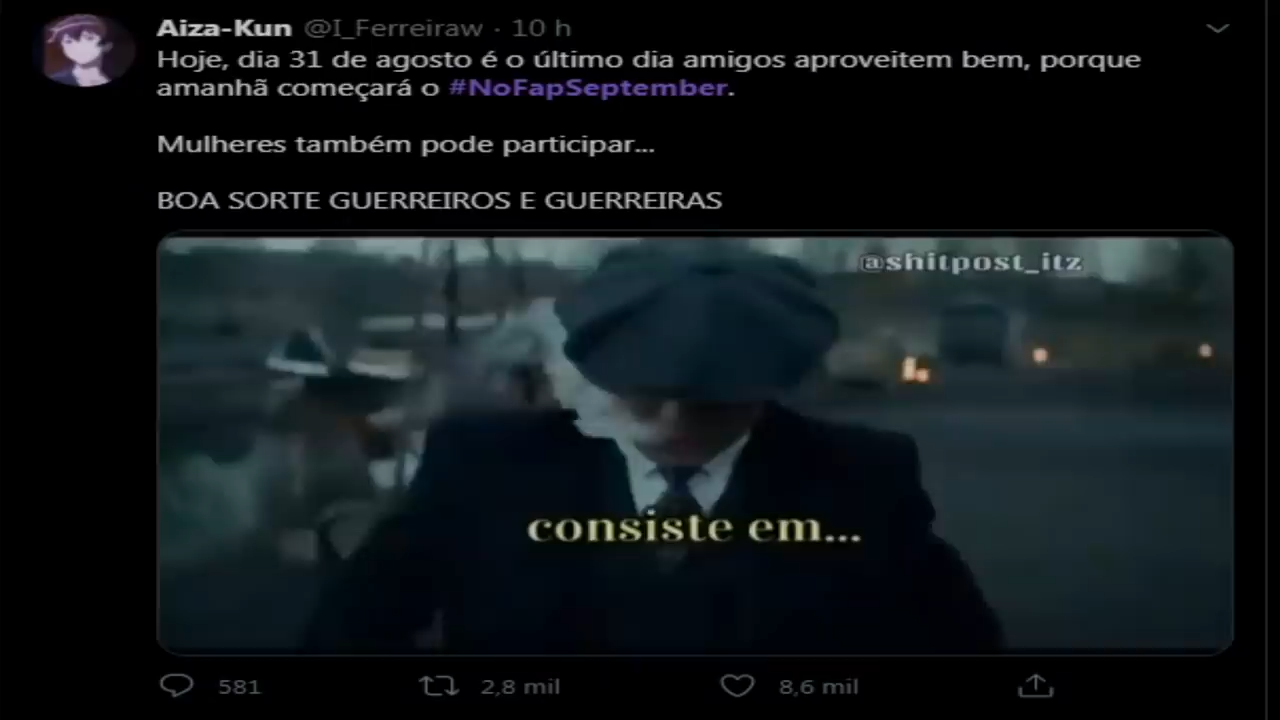 Aiza-Kun @I_Ferreiraw · 10 h
Hoje, dia 31 de agosto é o último dia amigos aproveitem bem, porque
amanhã começará o #NoFapSeptember.
Mulheres também pode participar...
BOA SORTE GUERREIROS E GUERREIRAS
@shitpost_itz
consiste em...
581 2,8 mil 8,6 mil